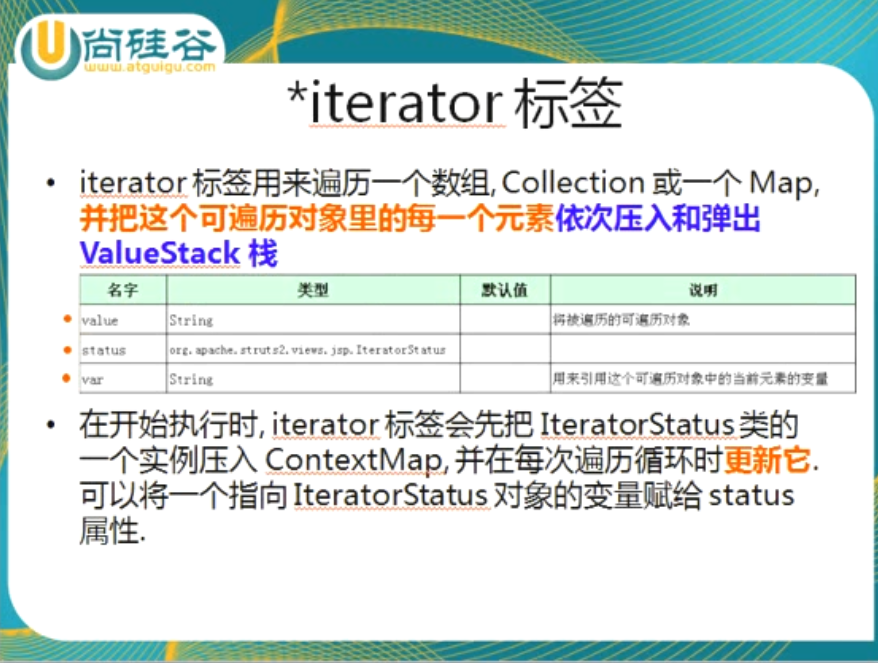 尚硅谷
www.atguigu.com
*iterator 标签
• iterator 标签用来遍历一个数组, Collection 或一个 Map,
并把这个可遍历对象里的每一个元素依次压入和弹出
ValueStack 栈
名字 类型 默认值 说明
value String 将被遍历的可遍历对象
status org.apache.struts2.views.jsp.IteratorStatus
var String 用来引用这个可遍历对象中的当前元素的变量
• 在开始执行时, iterator 标签会先把 IteratorStatus 类的
一个实例压入 ContextMap, 并在每次遍历循环时更新它.
可以将一个指向 IteratorStatus 对象的变量赋给 status
属性.